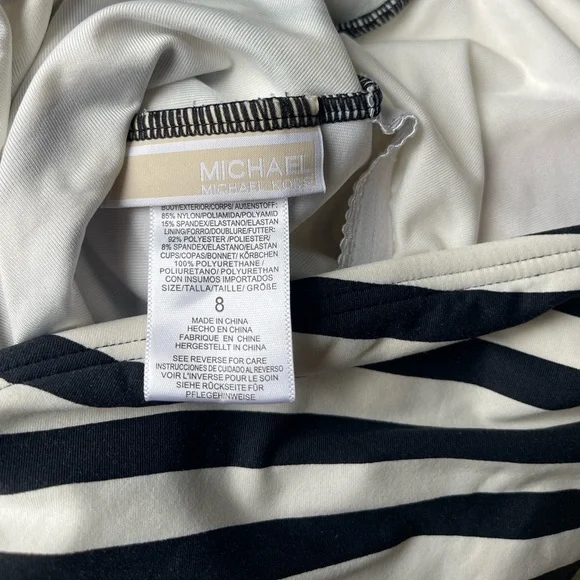 MICHAEL
MICHAEL KORS
BODY/EXTERIOR/CORPS/AUSENSTOFF:
85% NYLON/POLIAMIDA/POLYAMID
15% SPANDEX/ELASTANO/ELASTAN
LINING/FORRO/DOUBLURE/FUTTER:
92% POLYESTER /POLIESTER/
8% SPANDEX/ELASTANO/ELASTAN
CUPS/COPAS/BONNET/ KÖRBCHEN
100% POLYURETHANE /
POLIURETANO/ POLYURETHAN
CON INSUMOS IMPORTADOS
SIZE/TALLA/TAILLE/ GRÖßE
8
MADE IN CHINA
HECHO EN CHINA
FABRIQUE EN CHINE
HERGESTELLT IN CHINA
SEE REVERSE FOR CARE
INSTRUCCIONES DE CUIDADO AL REVERSO
VOIR L'INVERSE POUR LE SOIN
SIEHE RÜCKSEITE FÜR
PFLEGEHINWEISE